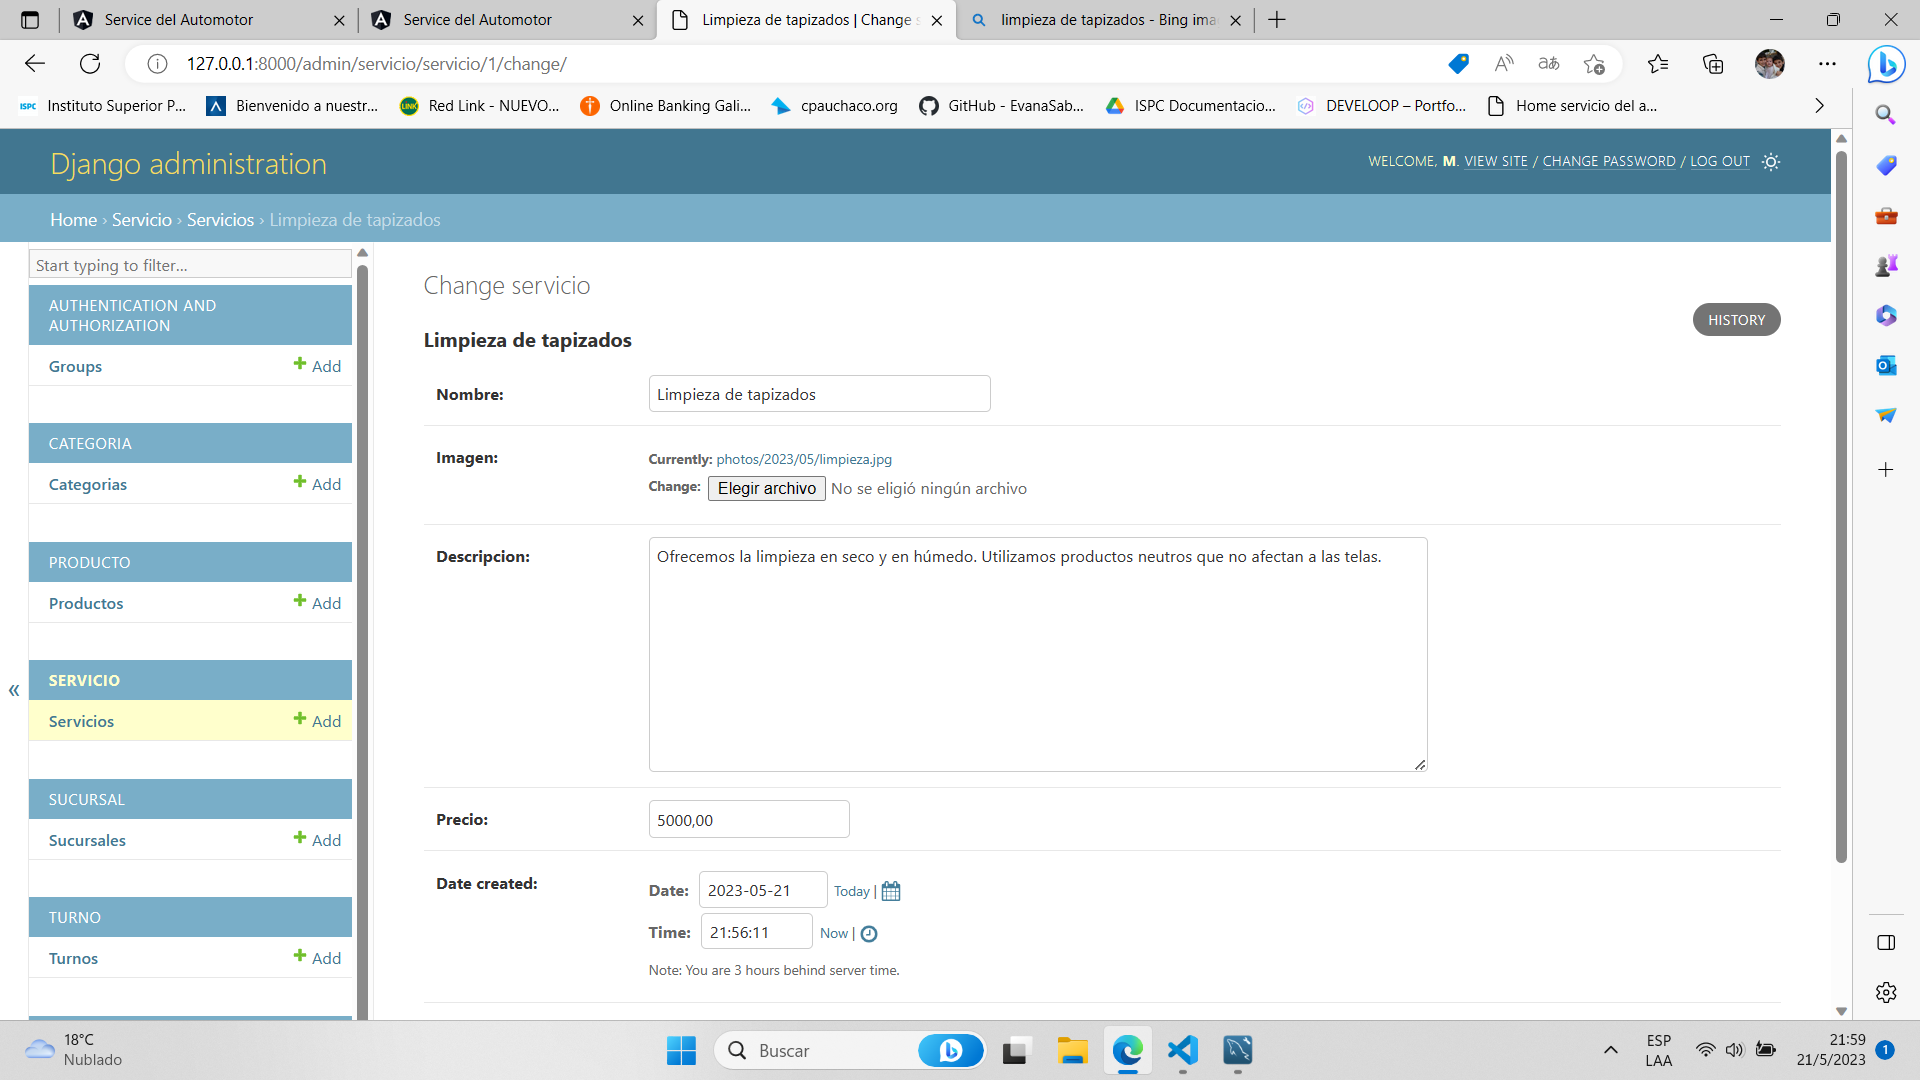 Service del Automotor
Service del Automotor
Limpieza de tapizados | Change s
limpieza de tapizados - Bing ima
127.0.0.1:8000/admin/servicio/servicio/1/change/
Instituto Superior P...
Bienvenido a nuestr...
Red Link - NUEVO...
Online Banking Gali...
cpauchaco.org
GitHub - EvanaSab...
ISPC Documentacio...
DEVELOOP – Portfo...
Home servicio del a...
Django administration
WELCOME, M. VIEW SITE / CHANGE PASSWORD / LOG OUT
Home › Servicio › Servicios › Limpieza de tapizados
Start typing to filter...
AUTHENTICATION AND
AUTHORIZATION
Groups
Add
CATEGORIA
Categorias
Add
PRODUCTO
Productos
Add
SERVICIO
Servicios
Add
SUCURSAL
Sucursales
Add
TURNO
Turnos
Add
Change servicio
HISTORY
Limpieza de tapizados
Nombre:
Limpieza de tapizados
Imagen:
Currently: photos/2023/05/limpieza.jpg
Change: Elegir archivo No se eligió ningún archivo
Descripcion:
Ofrecemos la limpieza en seco y en húmedo. Utilizamos productos neutros que no afectan a las telas.
Precio:
5000,00
Date created:
Date: 2023-05-21 Today |
Time: 21:56:11 Now |
Note: You are 3 hours behind server time.
18°C
Nublado
Buscar
ESP
LAA
21:59
21/5/2023
1